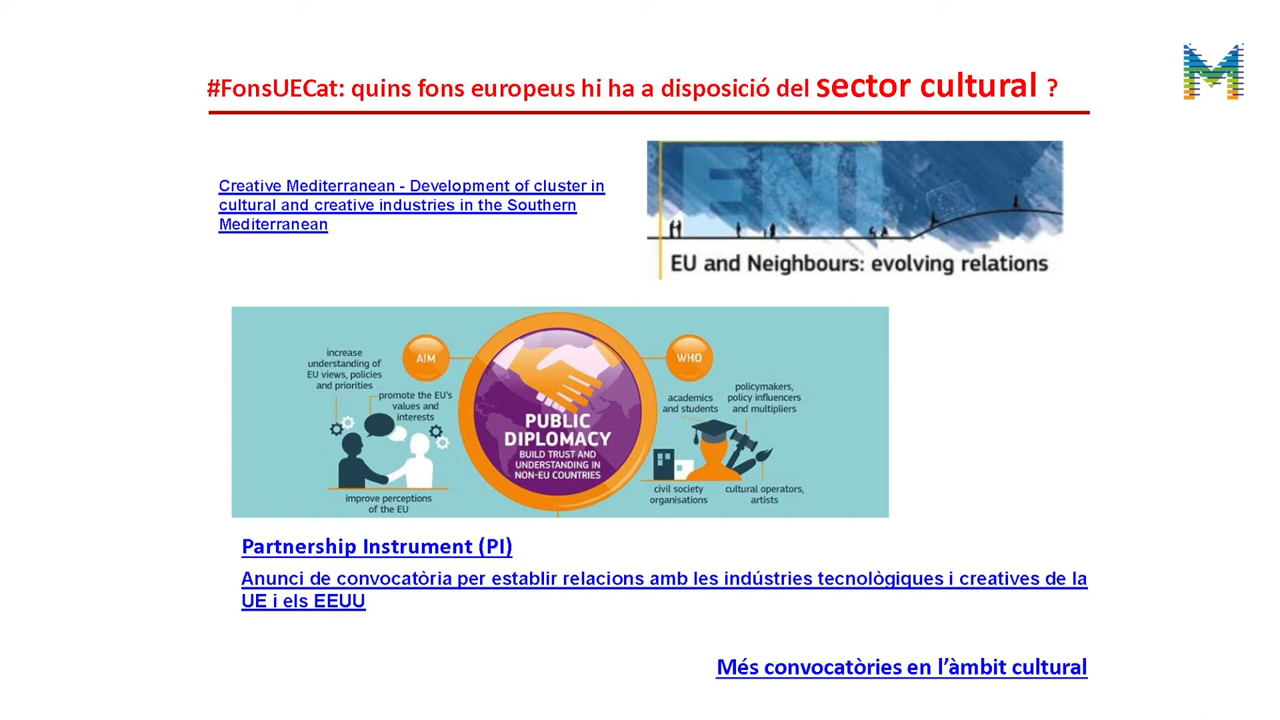 #FonsUECat: quins fons europeus hi ha a disposició del sector cultural ?
Creative Mediterranean - Development of cluster in
cultural and creative industries in the Southern
Mediterranean
ENI
EU and Neighbours: evolving relations
AIM
increase
understanding of
EU views, policies
and priorities
promote the EU's
values and
interests
improve perceptions
of the EU
PUBLIC
DIPLOMACY
BUILD TRUST AND
UNDERSTANDING IN
NON-EU COUNTRIES
WHO
academics
and students
policymakers,
policy influencers
and multipliers
civil society
organisations
cultural operators,
artists
Partnership Instrument (PI)
Anunci de convocatòria per establir relacions amb les indústries tecnològiques i creatives de la
UE i els EEUU
Més convocatòries en l'àmbit cultural